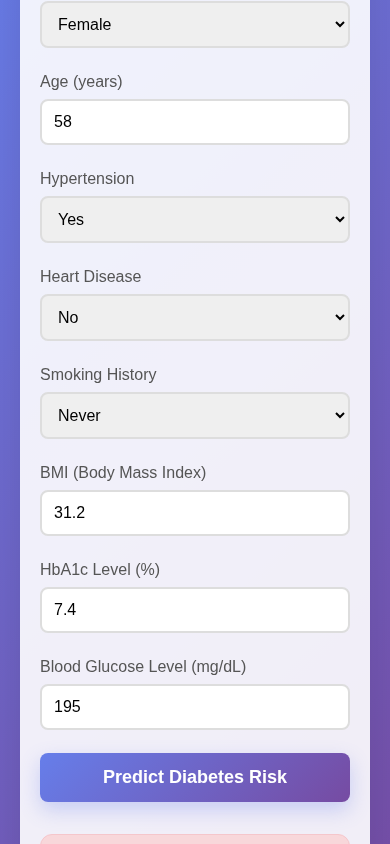 Female
Age (years)
58
Hypertension
Yes
Heart Disease
No
Smoking History
Never
BMI (Body Mass Index)
31.2
HbA1c Level (%)
7.4
Blood Glucose Level (mg/dL)
195
Predict Diabetes Risk